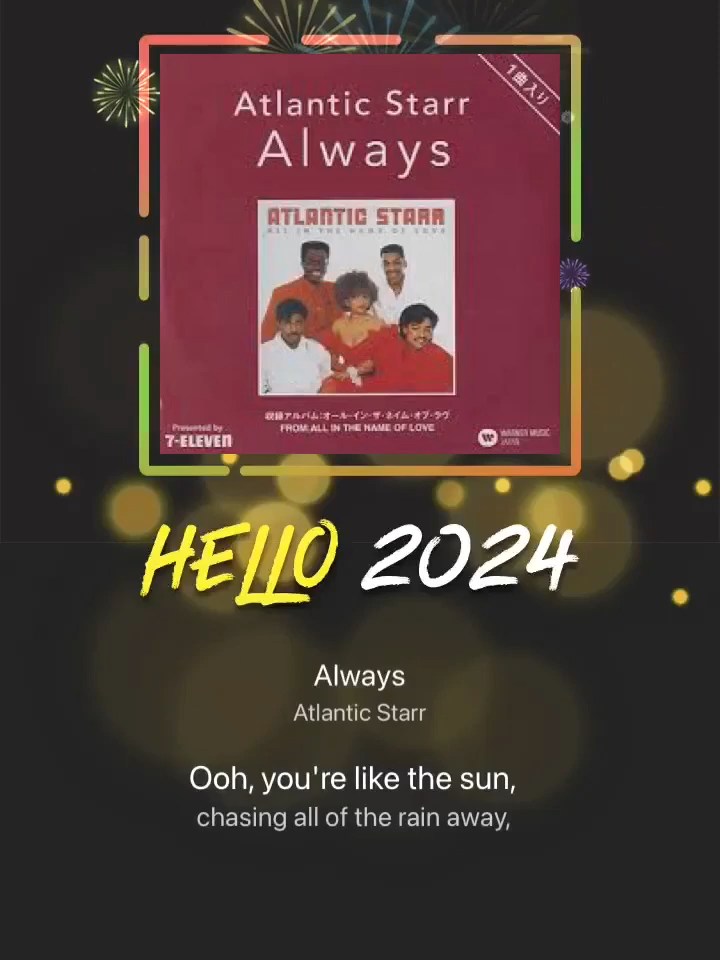 1曲入り
Atlantic Starr
Always
ATLANTIC STARR
ALL IN THE NAME OF LOVE
収録アルバム:オール・イン・ザ・ネイム・オブ・ラヴ
FROM:ALL IN THE NAME OF LOVE
Presented by
7-ELEVEN
WARNER MUSIC
JAPAN
HELLO 2024
Always
Atlantic Starr
Ooh, you're like the sun,
chasing all of the rain away,